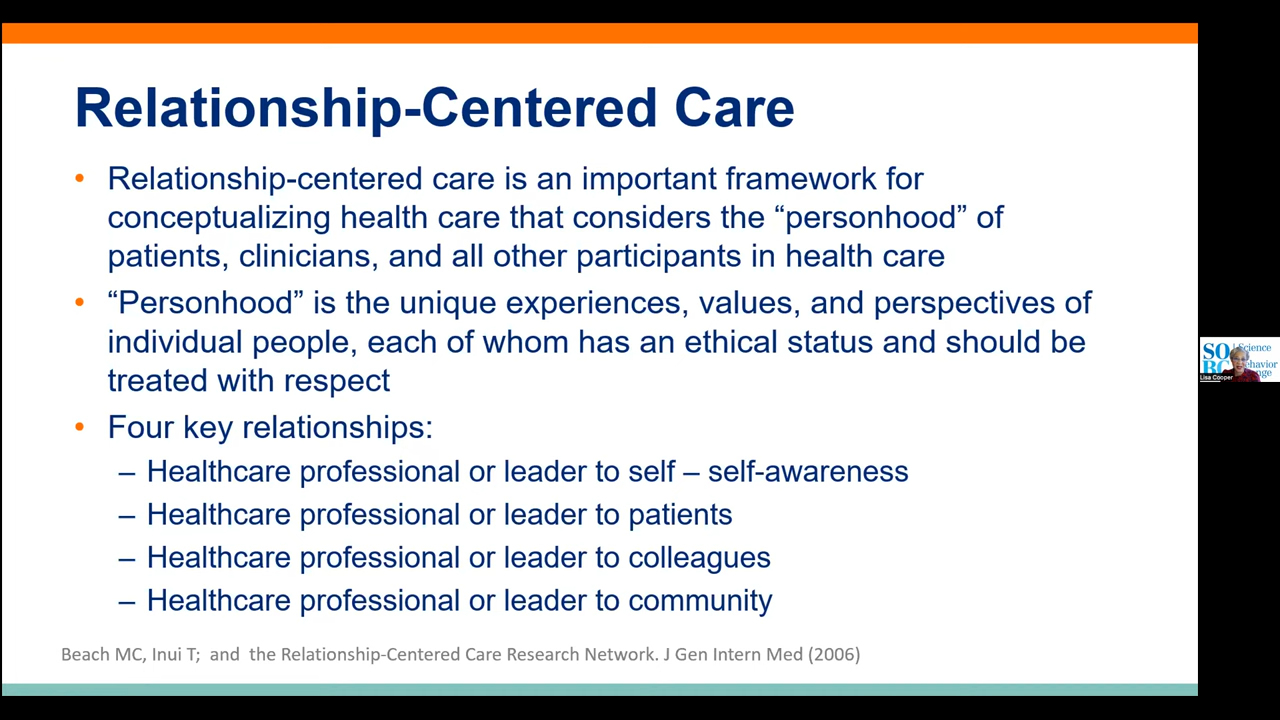 Relationship-Centered Care
• Relationship-centered care is an important framework for
conceptualizing health care that considers the “personhood” of
patients, clinicians, and all other participants in health care
• “Personhood” is the unique experiences, values, and perspectives of
individual people, each of whom has an ethical status and should be
treated with respect
• Four key relationships:
– Healthcare professional or leader to self – self-awareness
– Healthcare professional or leader to patients
– Healthcare professional or leader to colleagues
– Healthcare professional or leader to community
Beach MC, Inui T;  and  the Relationship-Centered Care Research Network. J Gen Intern Med (2006)
SO
Science
Lisa Cooper